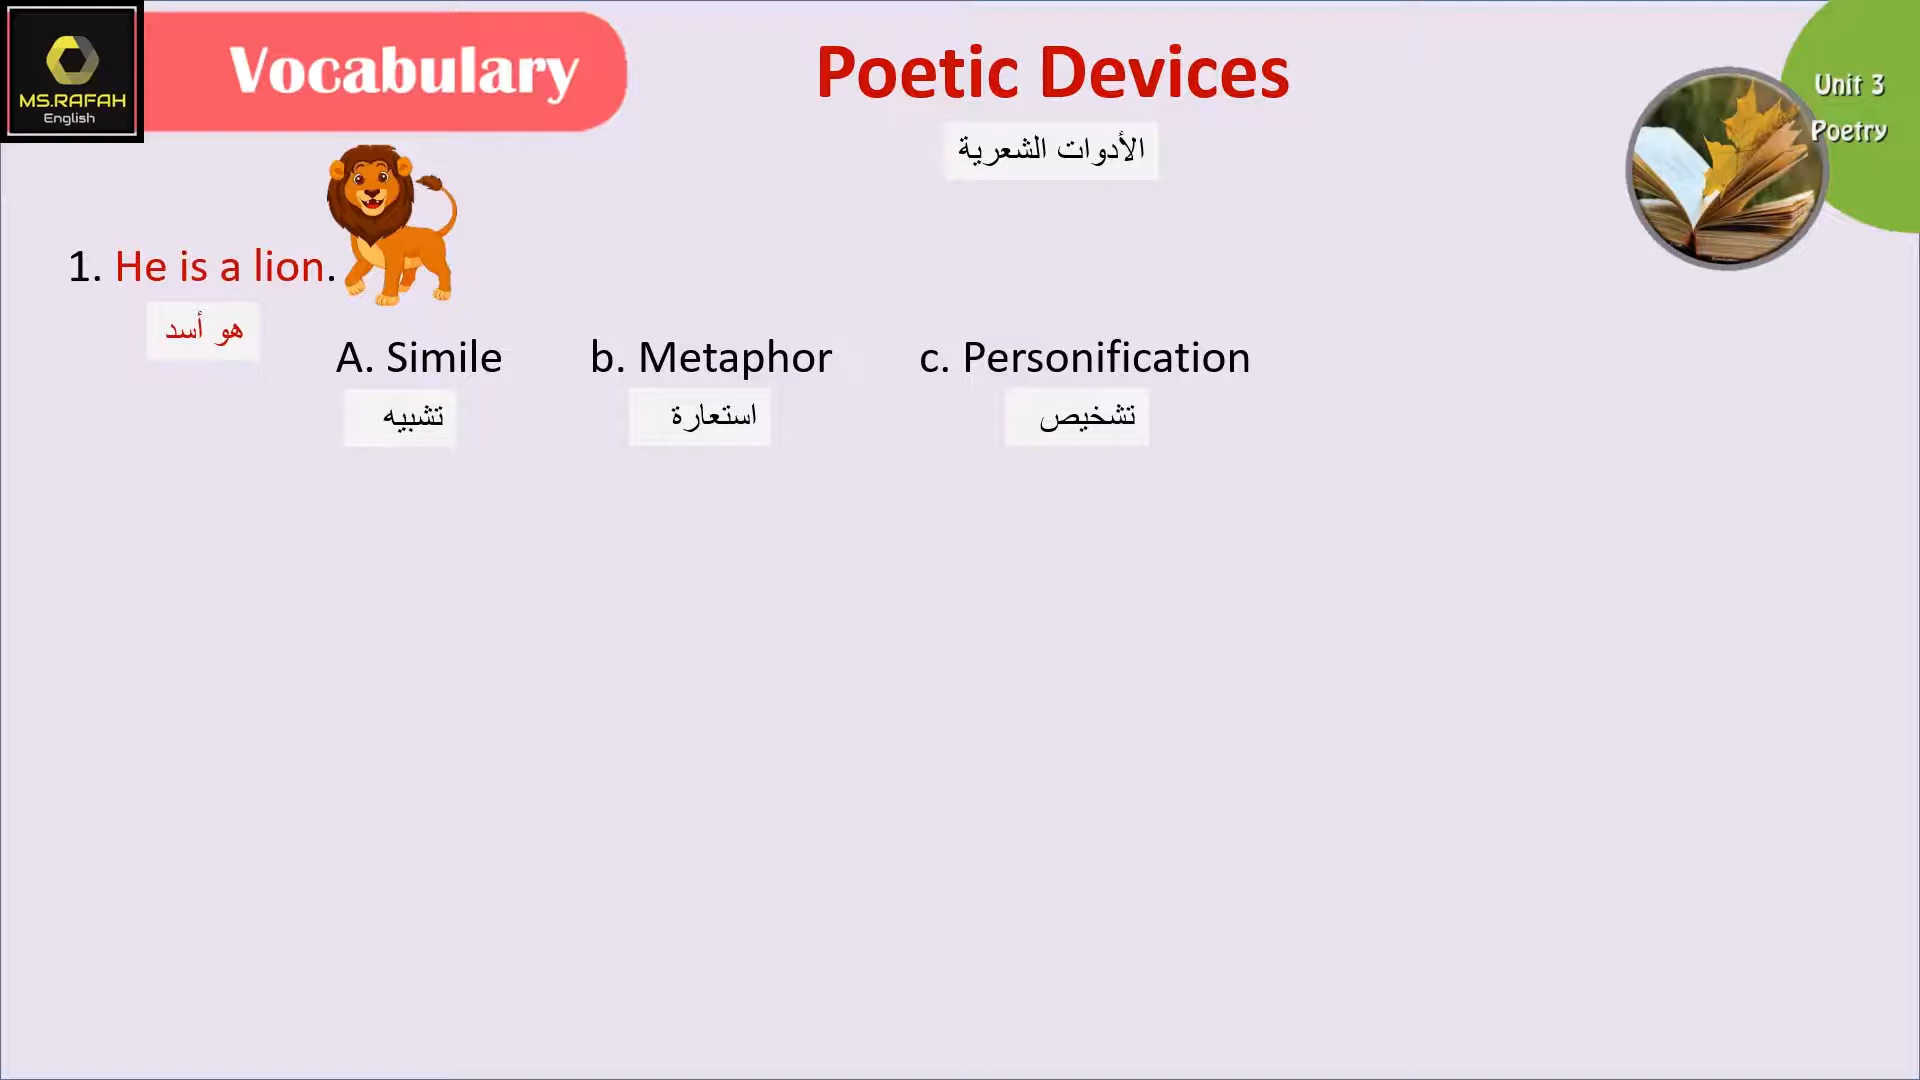 MS.RAFAH
English
Vocabulary
Poetic Devices
الأدوات الشعرية
Unit 3
Poetry
1. He is a lion.
هو أسد
A. Simile b. Metaphor c. Personification
تشبيه استعارة تشخيص